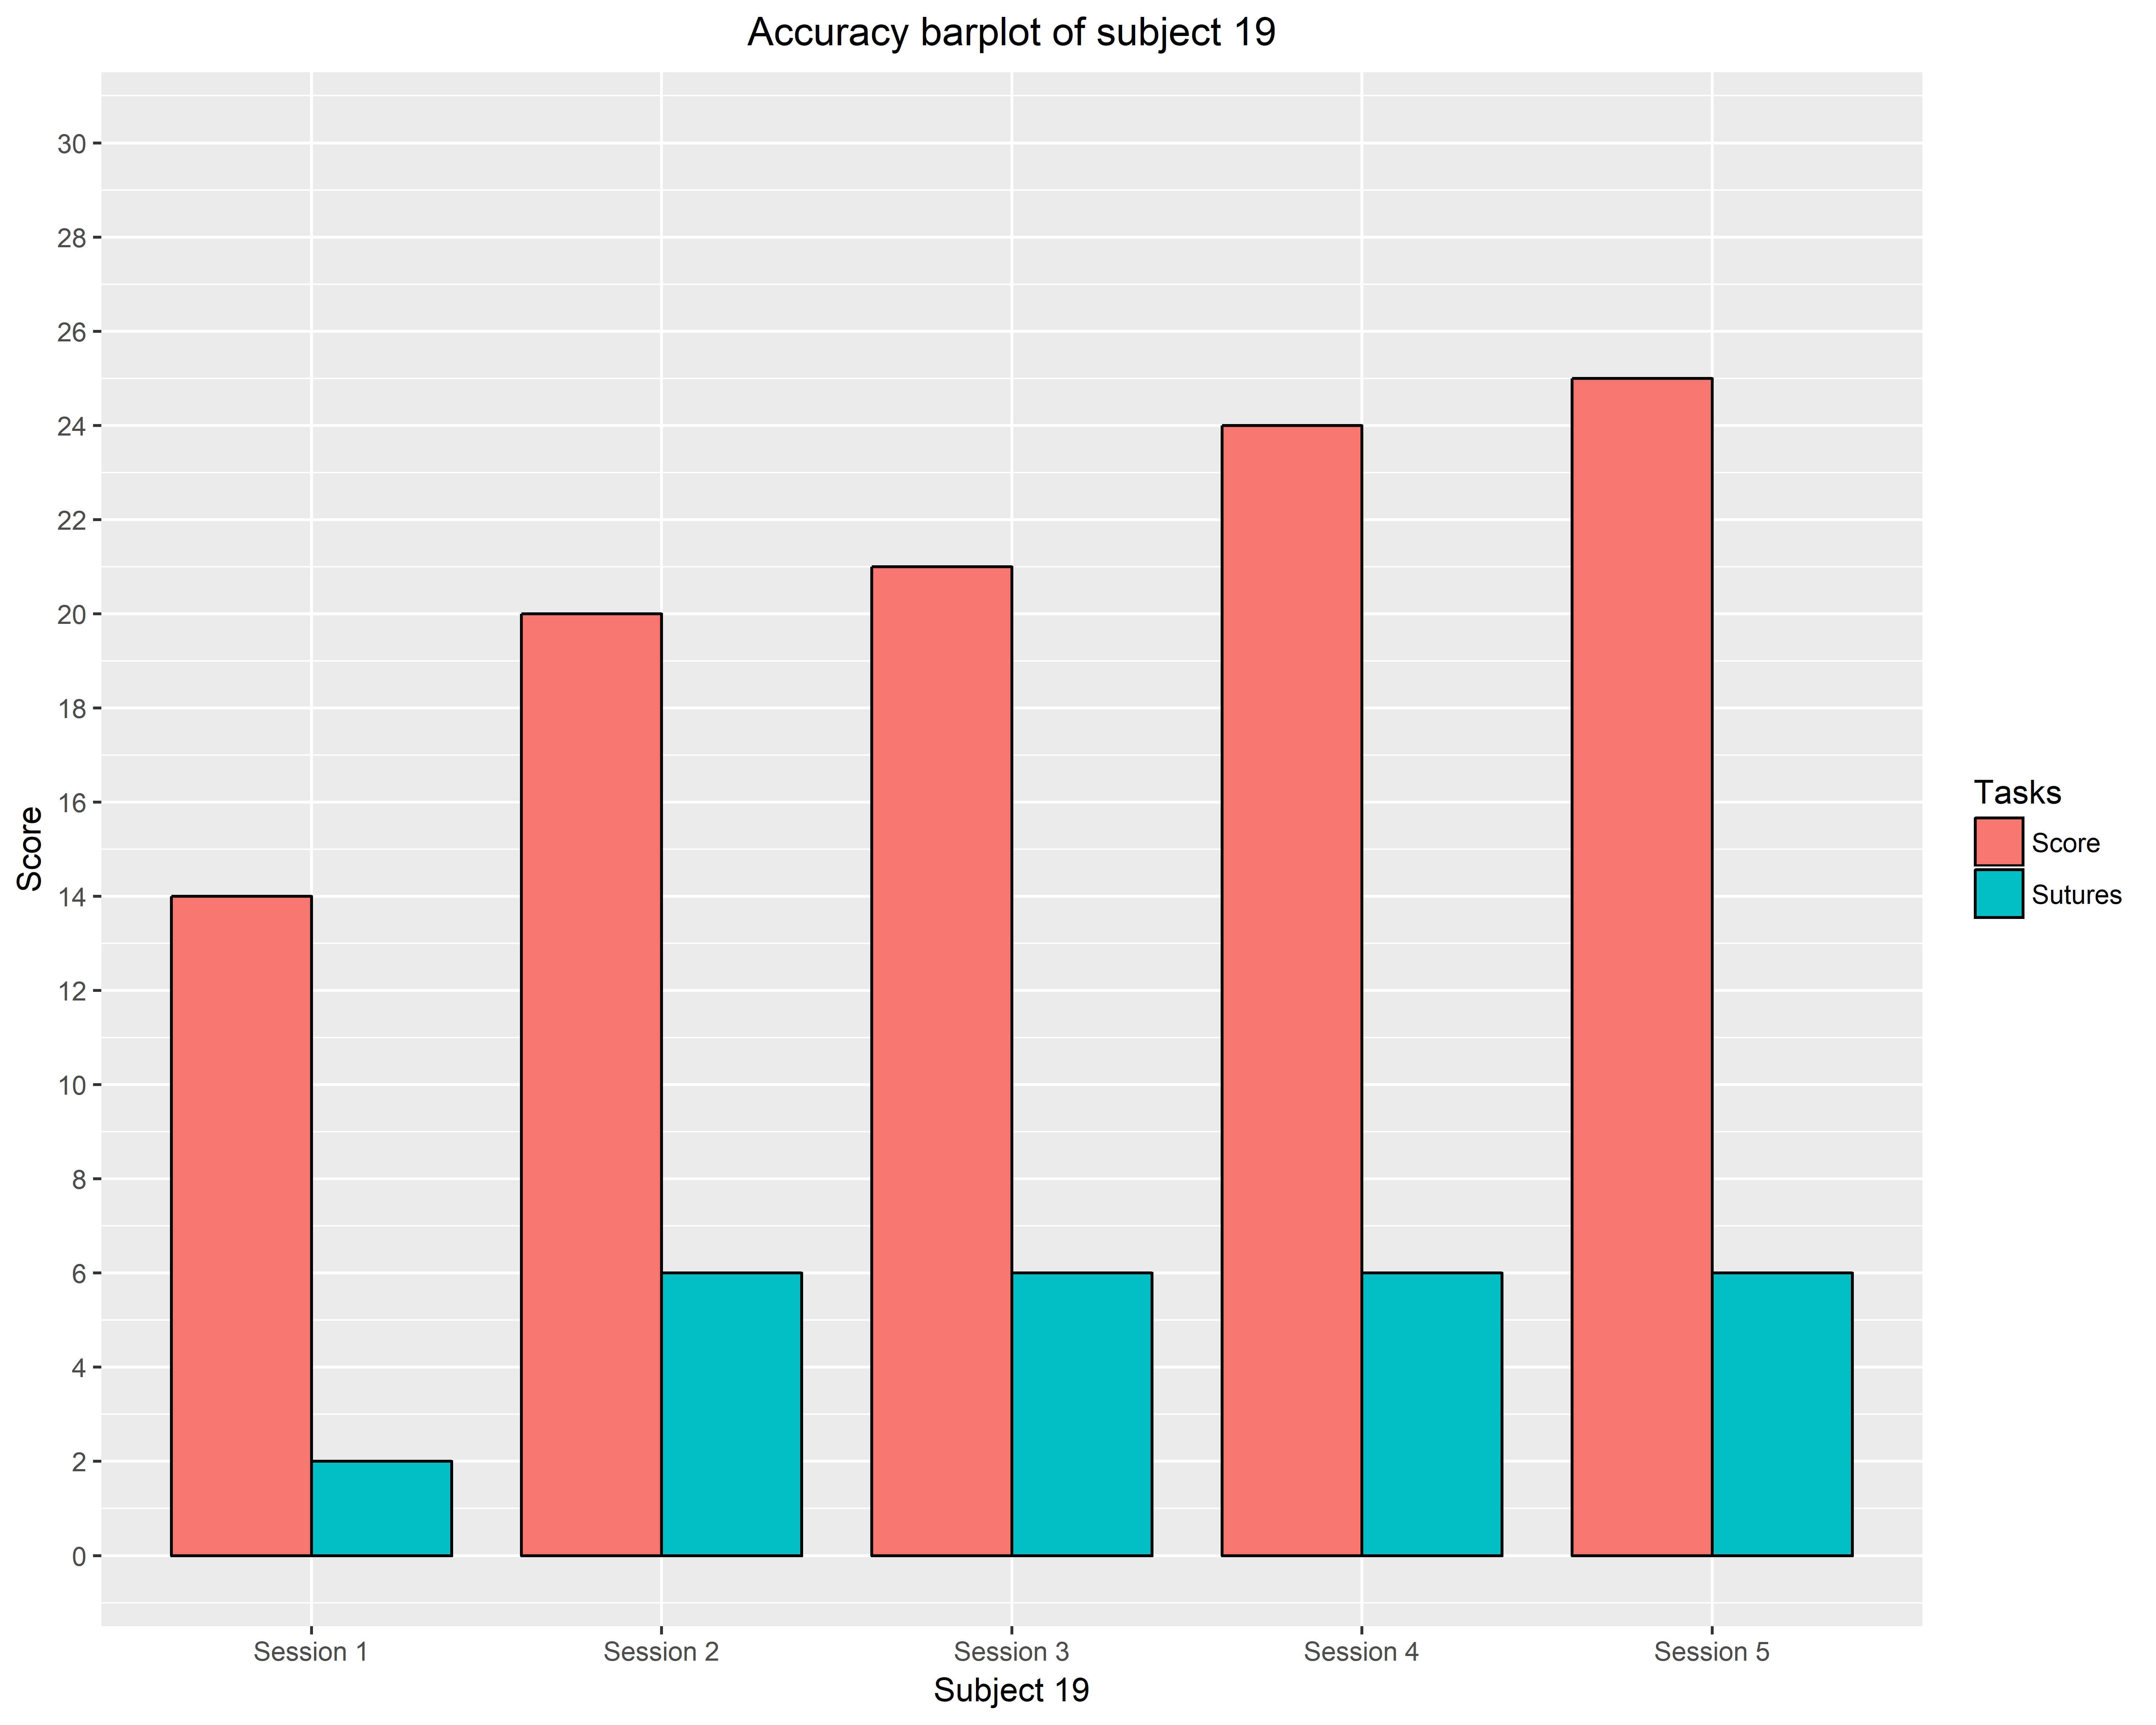 Accuracy barplot of subject 19
Score
30
28
26
24
22
20
18
16
14
12
10
8
6
4
2
0
Session 1
Session 2
Session 3
Session 4
Session 5
Subject 19
Tasks
Score
Sutures